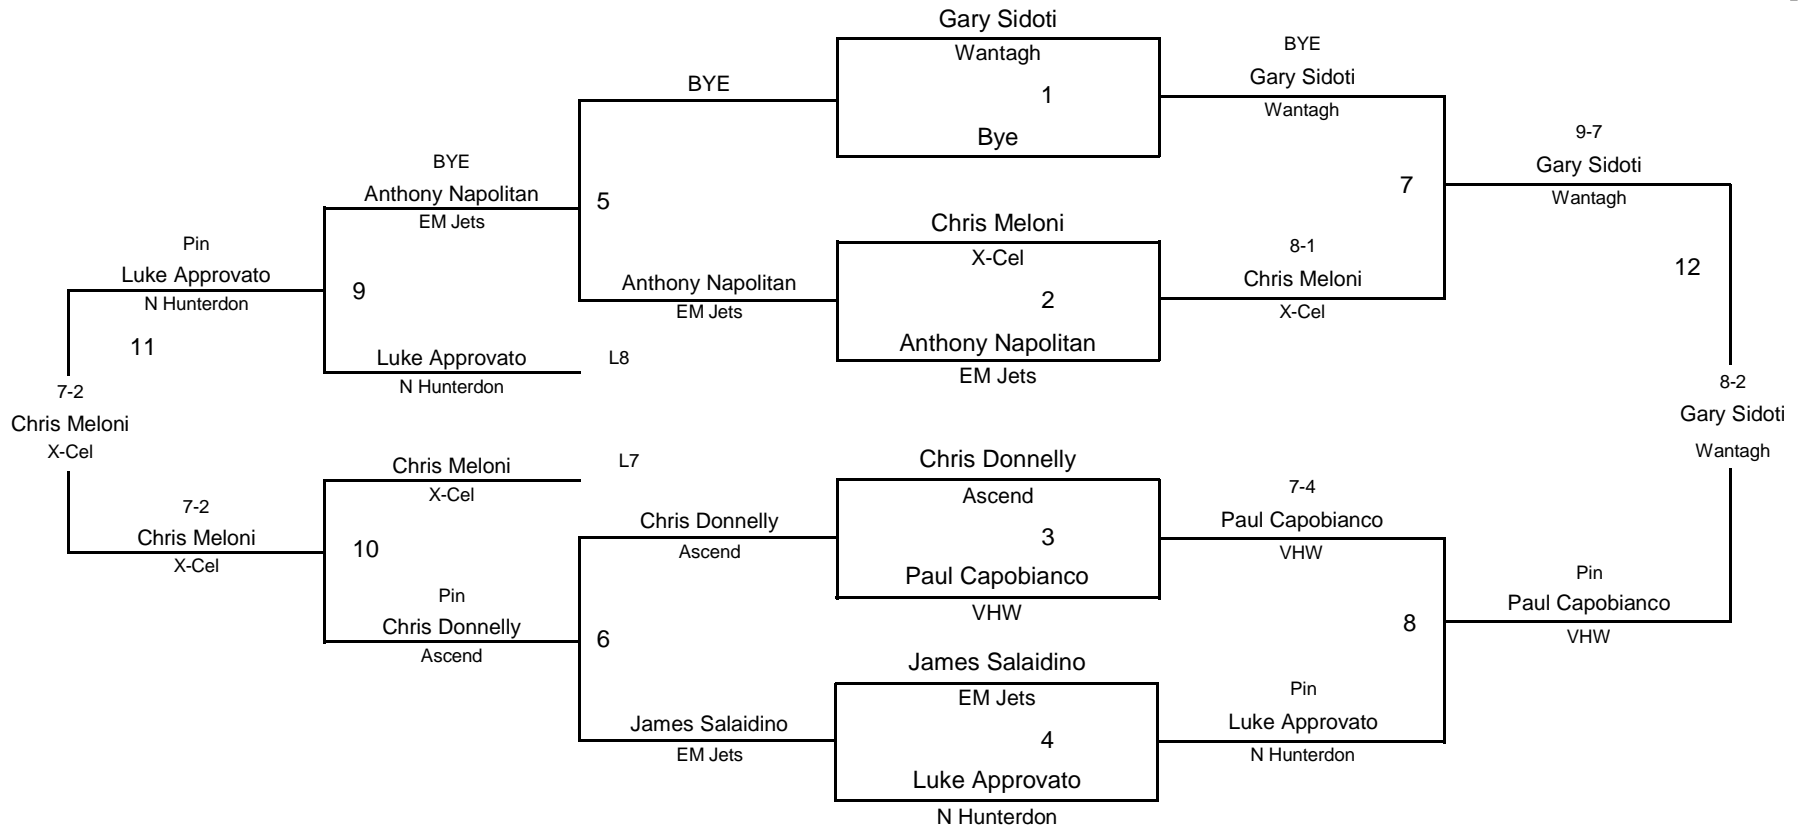 Gary Sidoti
Wantagh
1
Bye
BYE
Gary Sidoti
Wantagh
BYE
9-7
Gary Sidoti
Wantagh
7
BYE
Anthony Napolitan
EM Jets
5
Chris Meloni
X-Cel
2
Anthony Napolitan
EM Jets
8-1
Chris Meloni
X-Cel
12
Pin
Luke Approvato
N Hunterdon
9
Anthony Napolitan
EM Jets
11
Luke Approvato
N Hunterdon
L8
7-2
Chris Meloni
X-Cel
8-2
Gary Sidoti
Wantagh
Chris Meloni
X-Cel
L7
Chris Donnelly
Ascend
3
Paul Capobianco
VHW
7-4
Paul Capobianco
VHW
7-2
Chris Meloni
X-Cel
10
Chris Donnelly
Ascend
Pin
Chris Donnelly
Ascend
6
Pin
Paul Capobianco
VHW
8
James Salaidino
EM Jets
4
Luke Approvato
N Hunterdon
James Salaidino
EM Jets
Pin
Luke Approvato
N Hunterdon